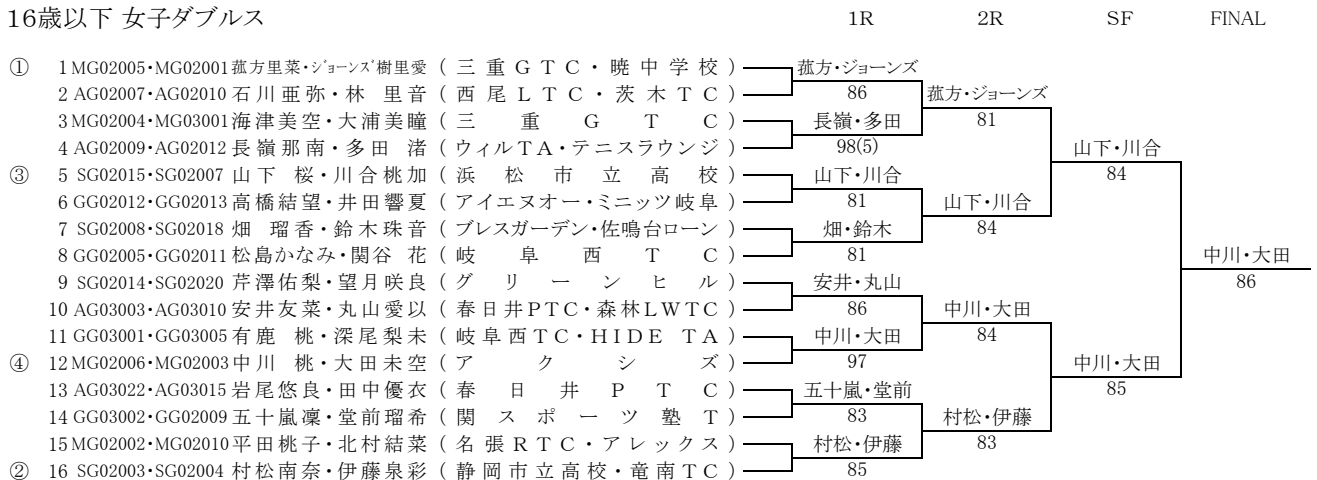 16歳以下 女子ダブルス 1R 2R SF FINAL
① 1 MG02005・MG02001 菰方里菜・ジョーンズ樹里愛 (三重GTC・暁中学校) 菰方・ジョーンズ
2 AG02007・AG02010 石川亜弥・林 里音 (西尾LTC・茨木TC) 86 菰方・ジョーンズ
3 MG02004・MG03001 海津美空・大浦美瞳 (三重GTC) 長嶺・多田 81
4 AG02009・AG02012 長嶺那南・多田 渚 (ウィルTA・テニスラウンジ) 98(5) 山下・川合
③ 5 SG02015・SG02007 山下 桜・川合桃加 (浜松市立高校) 山下・川合 84
6 GG02012・GG02013 高橋結望・井田響夏 (アイエヌオー・ミニッツ岐阜) 81 山下・川合
7 SG02008・SG02018 畑 瑠香・鈴木珠音 (ブレスガーデン・佐鳴台ローン) 畑・鈴木 84
8 GG02005・GG02011 松島かなみ・関谷 花 (岐阜西TC) 81 中川・大田
9 SG02014・SG02020 芹澤佑梨・望月咲良 (グリーンヒル) 安井・丸山 86
10 AG03003・AG03010 安井友菜・丸山愛以 (春日井PTC・森林LWTC) 86 中川・大田
11 GG03001・GG03005 有鹿 桃・深尾梨未 (岐阜西TC・HIDE TA) 中川・大田 84
④ 12 MG02006・MG02003 中川 桃・大田未空 (アクシズ) 97 中川・大田
13 AG03022・AG03015 岩尾悠良・田中優衣 (春日井PTC) 五十嵐・堂前 85
14 GG03002・GG02009 五十嵐凜・堂前瑠希 (関スポーツ塾T) 83 村松・伊藤
15 MG02002・MG02010 平田桃子・北村結菜 (名張RTC・アレックス) 村松・伊藤 83
② 16 SG02003・SG02004 村松南奈・伊藤泉彩 (静岡市立高校・竜南TC) 85